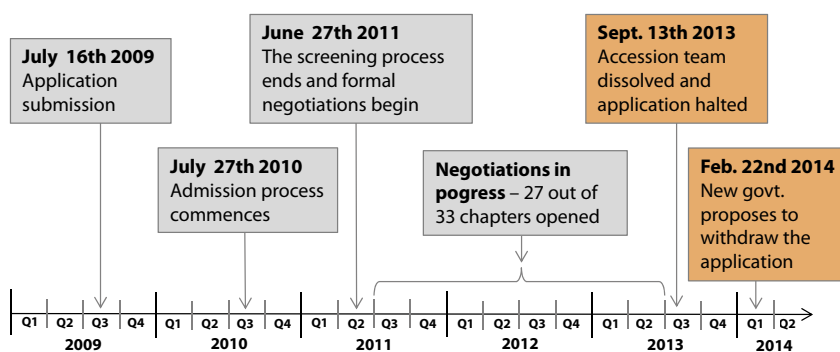 July 16th 2009
Application
submission
June 27th 2011
The screening process
ends and formal
negotiations begin
Sept. 13th 2013
Accession team
dissolved and
application halted
July 27th 2010
Admission process
commences
Negotiations in
pogress – 27 out of
33 chapters opened
Feb. 22nd 2014
New govt.
proposes to
withdraw the
application
Q1 Q2 Q3 Q4 Q1 Q2 Q3 Q4 Q1 Q2 Q3 Q4 Q1 Q2 Q3 Q4 Q1 Q2 Q3 Q4 Q1 Q2
2009 2010 2011 2012 2013 2014